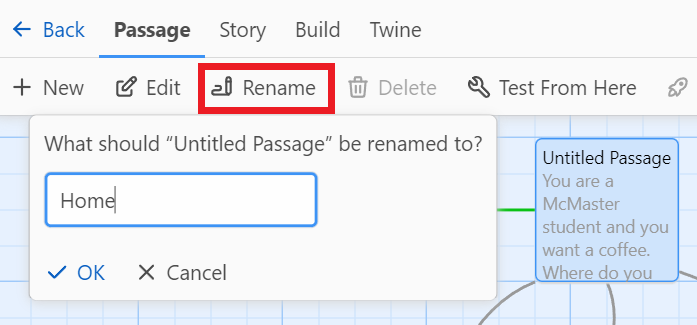 Back Passage Story Build Twine
New Edit Rename Delete Test From Here
What should “Untitled Passage” be renamed to?
Home
OK Cancel
Untitled Passage
You are a
McMaster
student and you
want a coffee.
Where do you